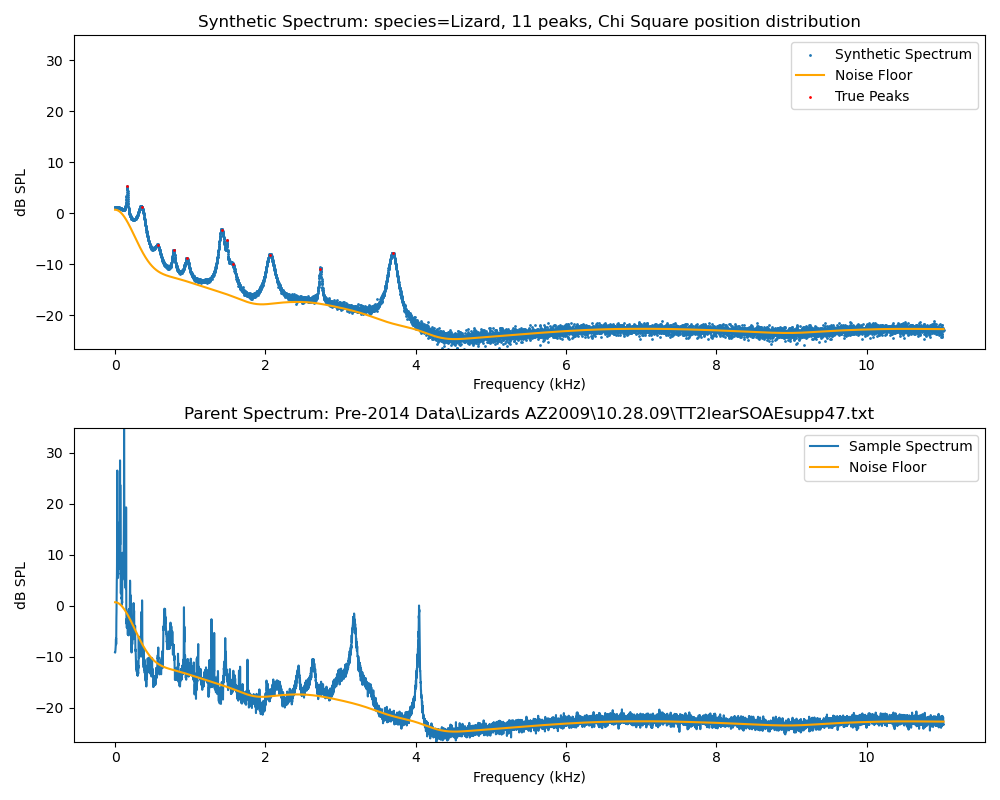 Synthetic Spectrum: species=Lizard, 11 peaks, Chi Square position distribution
30
20
10
0
−10
−20
dB SPL
Synthetic Spectrum
Noise Floor
True Peaks
0
2
4
6
8
10
Frequency (kHz)
Parent Spectrum: Pre-2014 Data\Lizards AZ2009\10.28.09\TT2learSOAEsupp47.txt
30
20
10
0
−10
−20
dB SPL
Sample Spectrum
Noise Floor
0
2
4
6
8
10
Frequency (kHz)